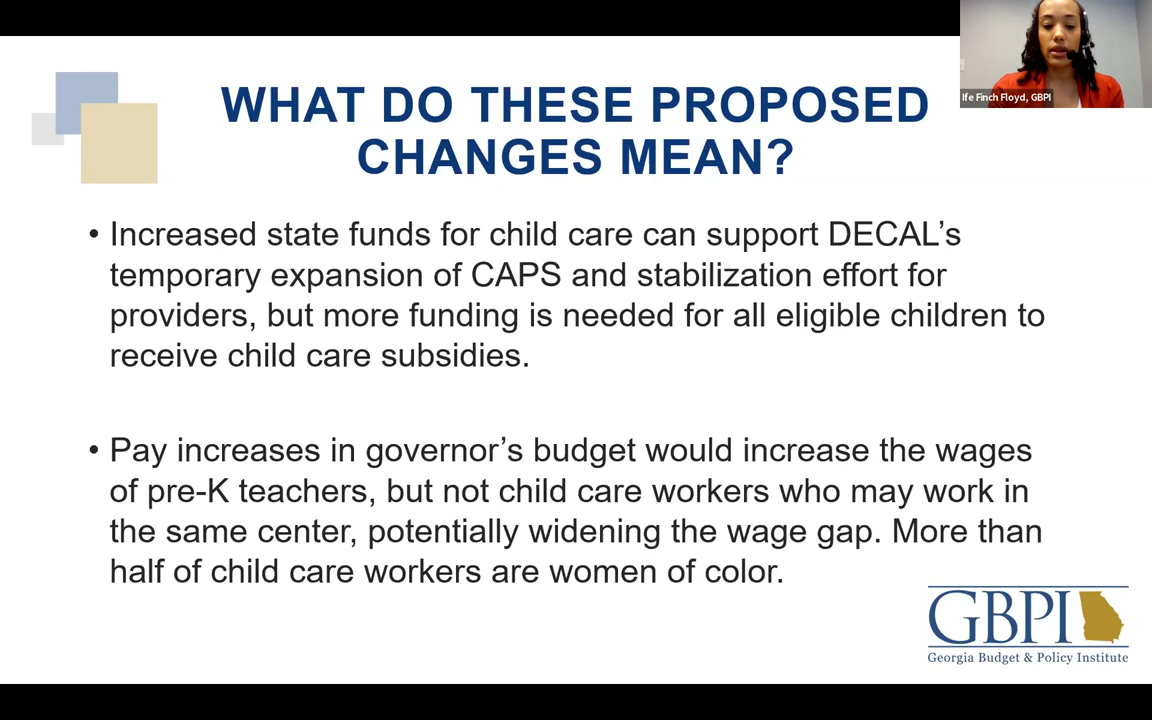 WHAT DO THESE PROPOSED
CHANGES MEAN?
Ife Finch Floyd, GBPI
• Increased state funds for child care can support DECAL’s
temporary expansion of CAPS and stabilization effort for
providers, but more funding is needed for all eligible children to
receive child care subsidies.
• Pay increases in governor’s budget would increase the wages
of pre-K teachers, but not child care workers who may work in
the same center, potentially widening the wage gap. More than
half of child care workers are women of color.
GBPI
Georgia Budget & Policy Institute